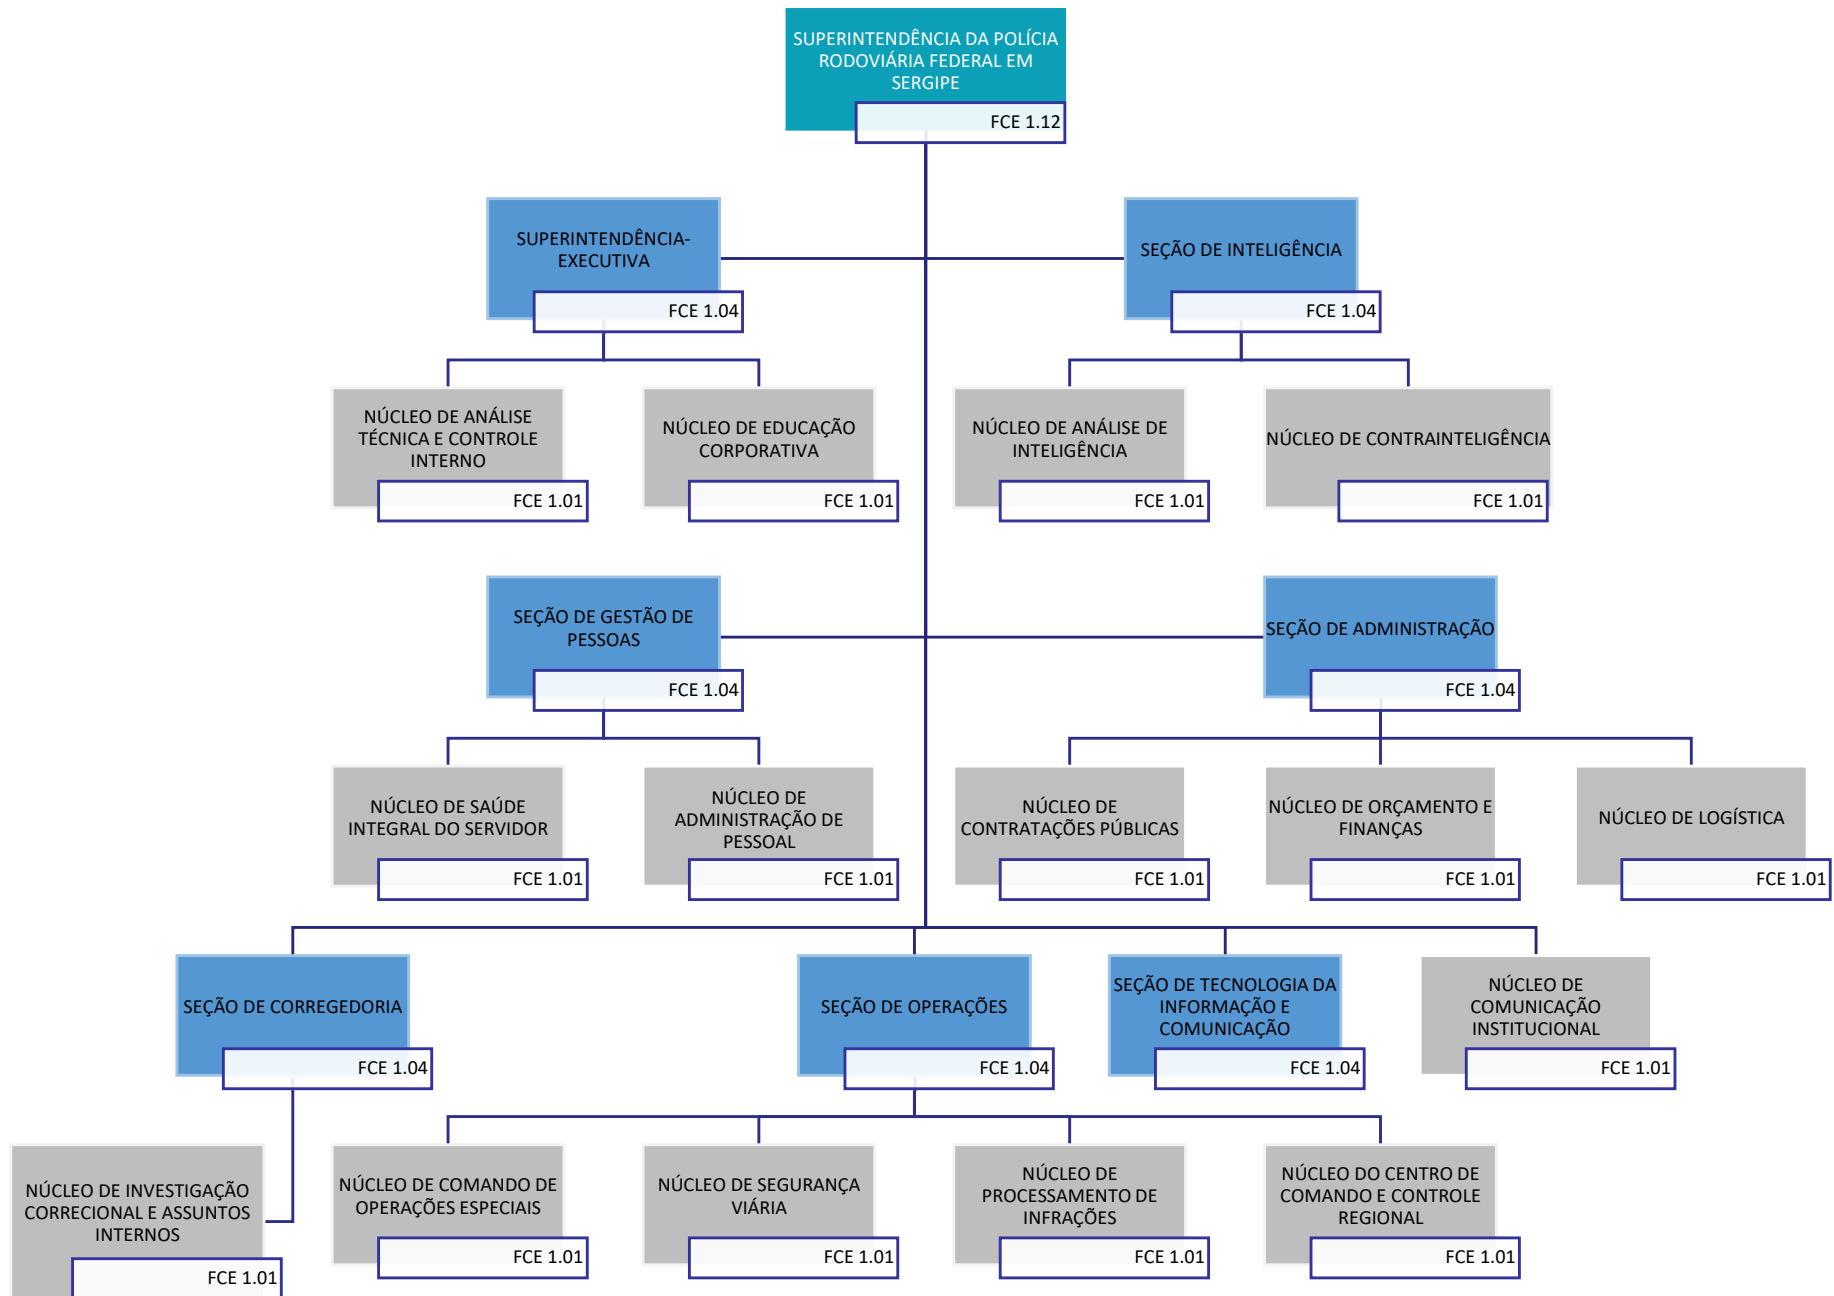 SUPERINTENDÊNCIA DA POLÍCIA
RODOVIÁRIA FEDERAL EM
SERGIPE
FCE 1.12
SUPERINTENDÊNCIA-
EXECUTIVA
FCE 1.04
SEÇÃO DE INTELIGÊNCIA
FCE 1.04
NÚCLEO DE ANÁLISE
TÉCNICA E CONTROLE
INTERNO
FCE 1.01
NÚCLEO DE EDUCAÇÃO
CORPORATIVA
FCE 1.01
NÚCLEO DE ANÁLISE DE
INTELIGÊNCIA
FCE 1.01
NÚCLEO DE CONTRAINTELIGÊNCIA
FCE 1.01
SEÇÃO DE GESTÃO DE
PESSOAS
FCE 1.04
SEÇÃO DE ADMINISTRAÇÃO
FCE 1.04
NÚCLEO DE SAÚDE
INTEGRAL DO SERVIDOR
FCE 1.01
NÚCLEO DE
ADMINISTRAÇÃO DE
PESSOAL
FCE 1.01
NÚCLEO DE
CONTRATAÇÕES PÚBLICAS
FCE 1.01
NÚCLEO DE ORÇAMENTO E
FINANÇAS
FCE 1.01
NÚCLEO DE LOGÍSTICA
FCE 1.01
SEÇÃO DE CORREGEDORIA
FCE 1.04
SEÇÃO DE OPERAÇÕES
FCE 1.04
SEÇÃO DE TECNOLOGIA DA
INFORMAÇÃO E
COMUNICAÇÃO
FCE 1.04
NÚCLEO DE
COMUNICAÇÃO
INSTITUCIONAL
FCE 1.01
NÚCLEO DE INVESTIGAÇÃO
CORRECIONAL E ASSUNTOS
INTERNOS
FCE 1.01
NÚCLEO DE COMANDO DE
OPERAÇÕES ESPECIAIS
FCE 1.01
NÚCLEO DE SEGURANÇA
VIÁRIA
FCE 1.01
NÚCLEO DE
PROCESSAMENTO DE
INFRAÇÕES
FCE 1.01
NÚCLEO DO CENTRO DE
COMANDO E CONTROLE
REGIONAL
FCE 1.01